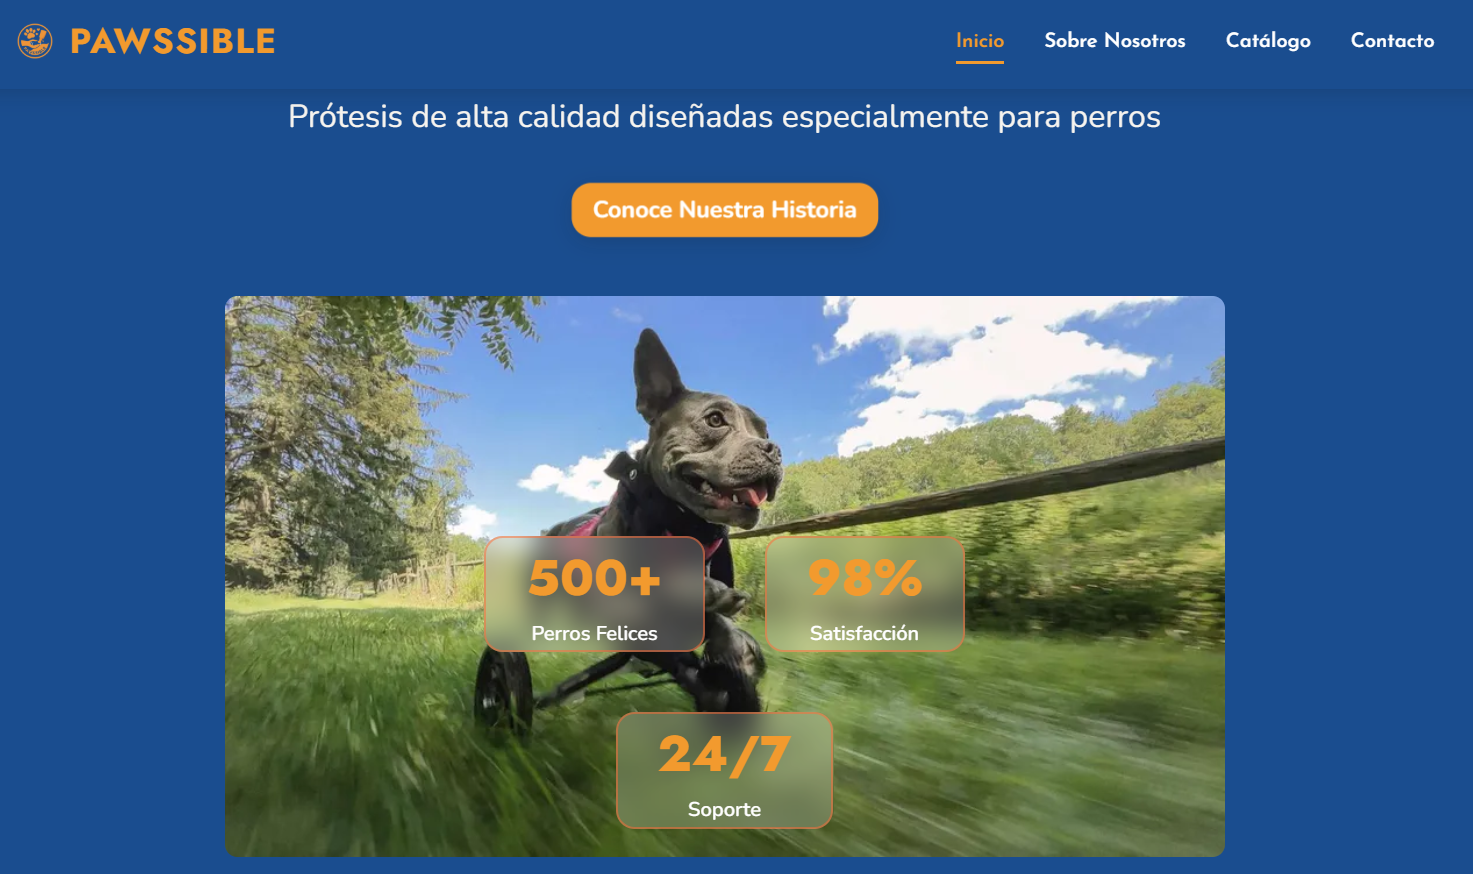 PAWSSIBLE
Inicio Sobre Nosotros Catálogo Contacto
Prótesis de alta calidad diseñadas especialmente para perros
Conoce Nuestra Historia
500+
Perros Felices
98%
Satisfacción
24/7
Soporte